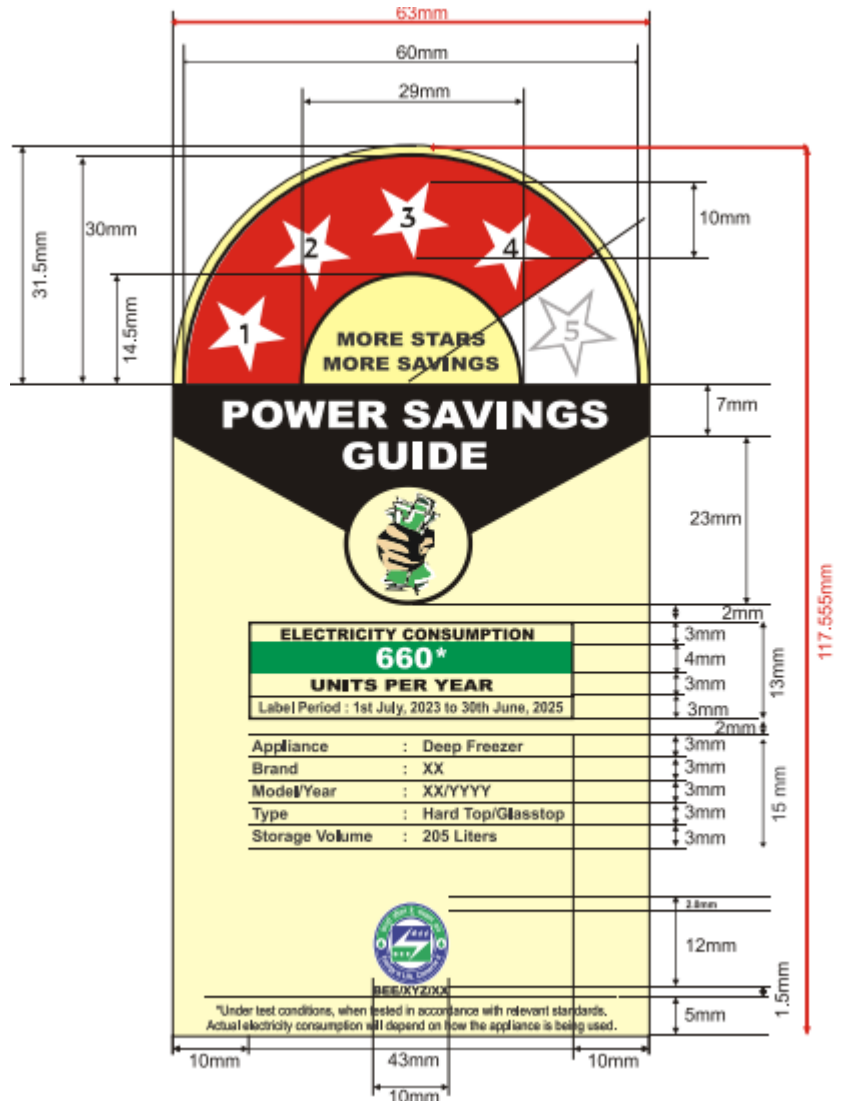 63mm
60mm
29mm
31.5mm
30mm
14.5mm
10mm
1
2
3
4
5
MORE STARS
MORE SAVINGS
POWER SAVINGS
GUIDE
7mm
23mm
117.555mm
2mm
ELECTRICITY CONSUMPTION
3mm
660*
4mm
13mm
UNITS PER YEAR
3mm
Label Period : 1st July, 2023 to 30th June, 2025
3mm
2mm
Appliance : Deep Freezer
3mm
Brand : XX
3mm
Model/Year : XX/YYYY
3mm
15 mm
Type : Hard Top/Glasstop
3mm
Storage Volume : 205 Liters
3mm
2.8mm
12mm
BEE
BEE/XYZ/XX
1.5mm
*Under test conditions, when tested in accordance with relevant standards.
Actual electricity consumption will depend on how the appliance is being used.
5mm
10mm
43mm
10mm
10mm